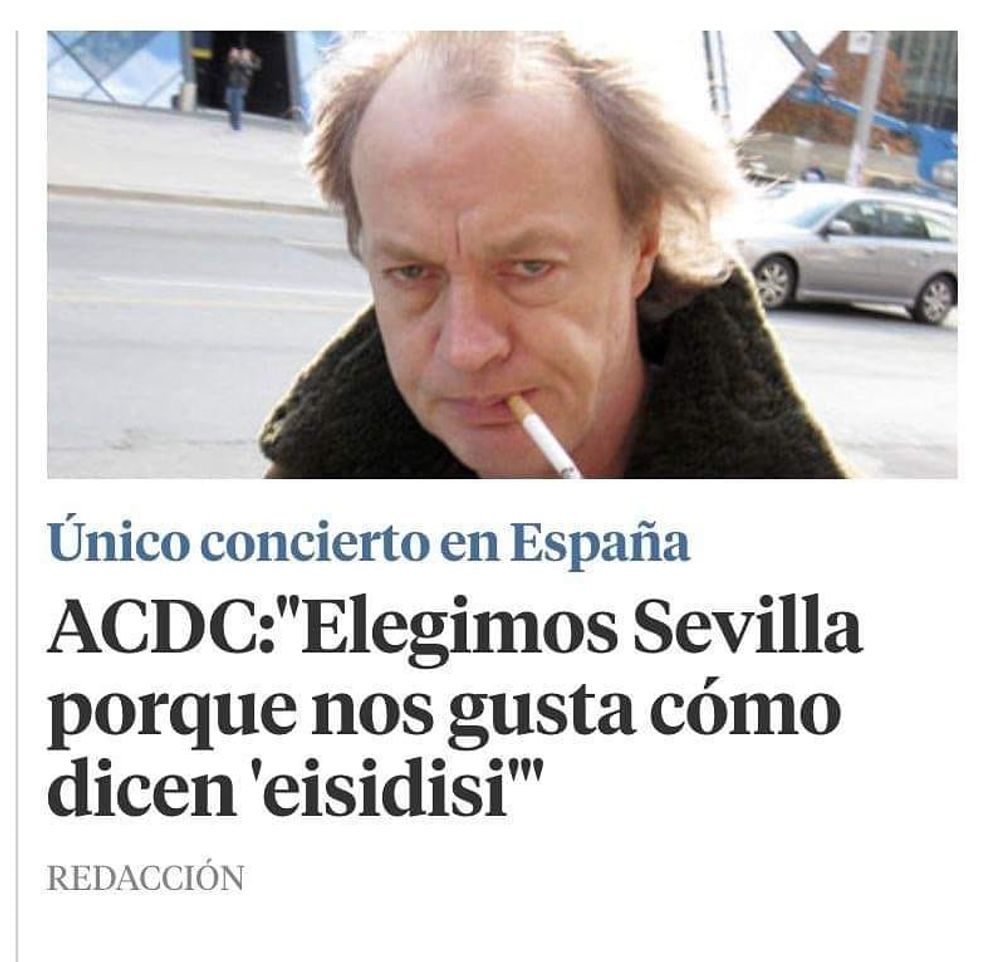 Único concierto en España
ACDC:"Elegimos Sevilla
porque nos gusta cómo
dicen 'eisidisi'"
REDACCIÓN